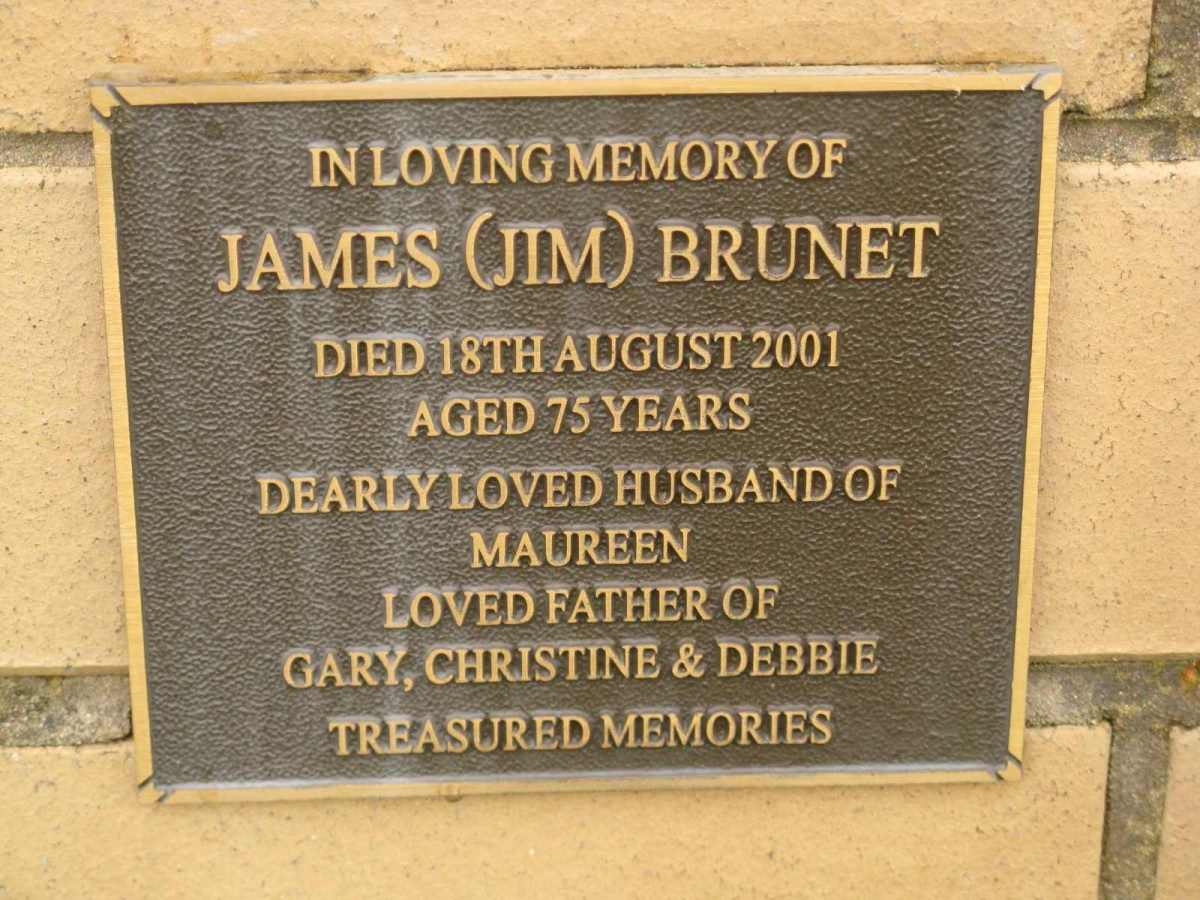 IN LOVING MEMORY OF
JAMES (JIM) BRUNET
DIED 18TH AUGUST 2001
AGED 75 YEARS
DEARLY LOVED HUSBAND OF
MAUREEN
LOVED FATHER OF
GARY, CHRISTINE & DEBBIE
TREASURED MEMORIES